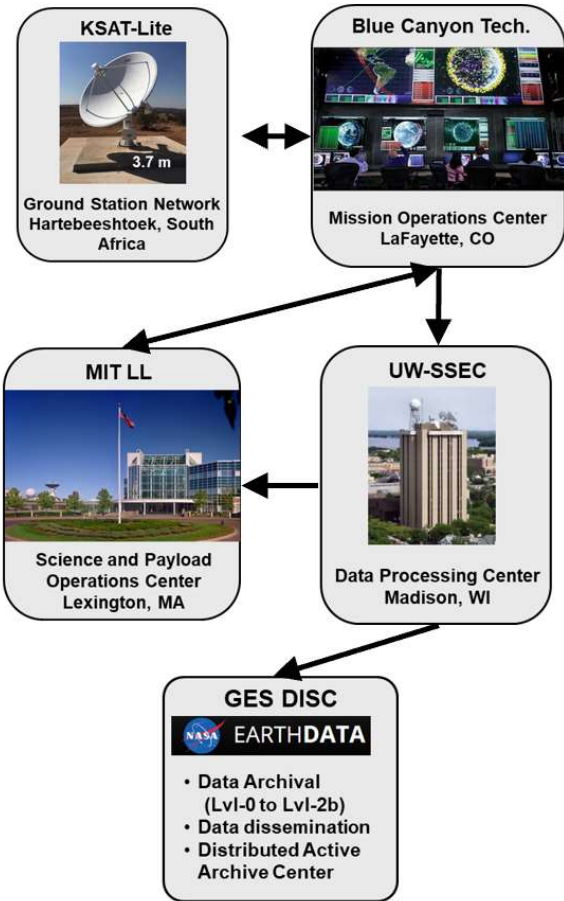 KSAT-Lite
3.7 m
Ground Station Network
Hartebeeshtoek, South
Africa
Blue Canyon Tech.
Mission Operations Center
LaFayette, CO
MIT LL
Science and Payload
Operations Center
Lexington, MA
UW-SSEC
Data Processing Center
Madison, WI
GES DISC
NASA EARTHDATA
• Data Archival
(Lvl-0 to Lvl-2b)
• Data dissemination
• Distributed Active
Archive Center